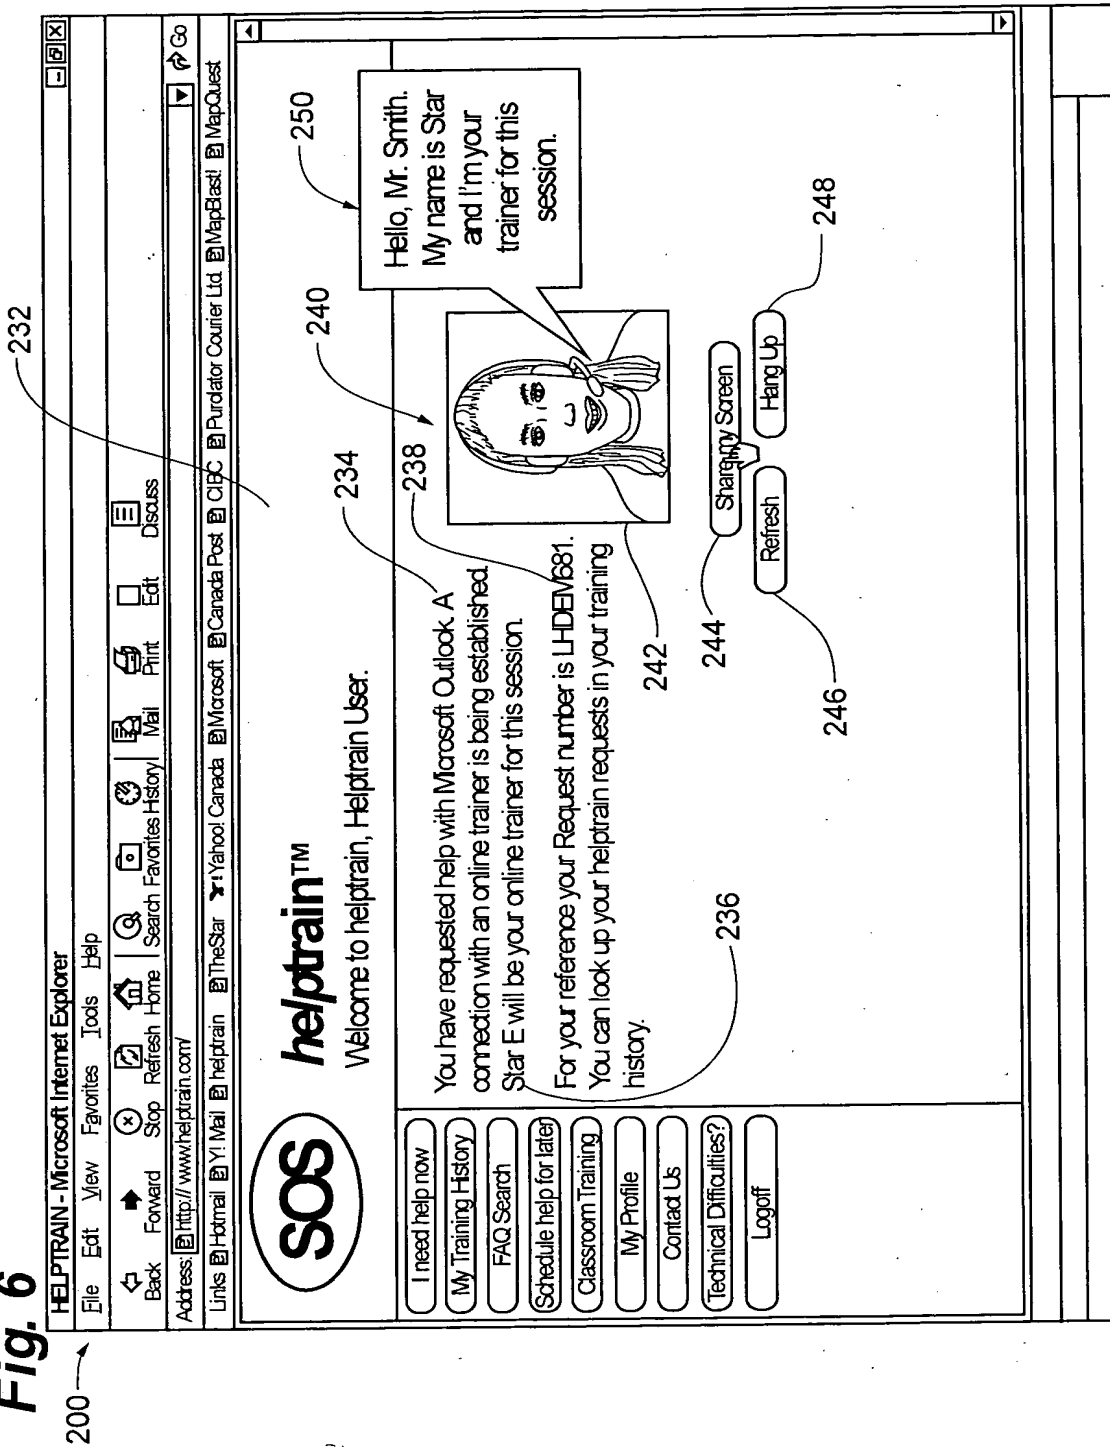 Fig. 6
200
HELPTRAIN - Microsoft Internet Explorer
File Edit View Favorites Tools Help
Back Forward Stop Refresh Home Search Favorites History Mail Print Edit Discuss
Address: http://www.helptrain.com/ Go
Links Hotmail Y! Mail helptrain TheStar Y! Yahoo! Canada Microsoft Canada Post CIBC Purolator Courier Ltd. MapBlast! MapQuest
232
SOS
helptrain™
Welcome to helptrain, Helptrain User.
I need help now
My Training History
FAQ Search
Schedule help for later
Classroom Training
My Profile
Contact Us
Technical Difficulties?
Logoff
You have requested help with Microsoft Outlook. A
connection with an online trainer is being established.
Star E will be your online trainer for this session.
For your reference your Request number is LHDEM681.
You can look up your helptrain requests in your training
history.
234
238
236
240
250
Hello, Mr. Smith.
My name is Star
and I'm your
trainer for this
session.
242
244
Share my Screen
Refresh
Hang Up
246
248